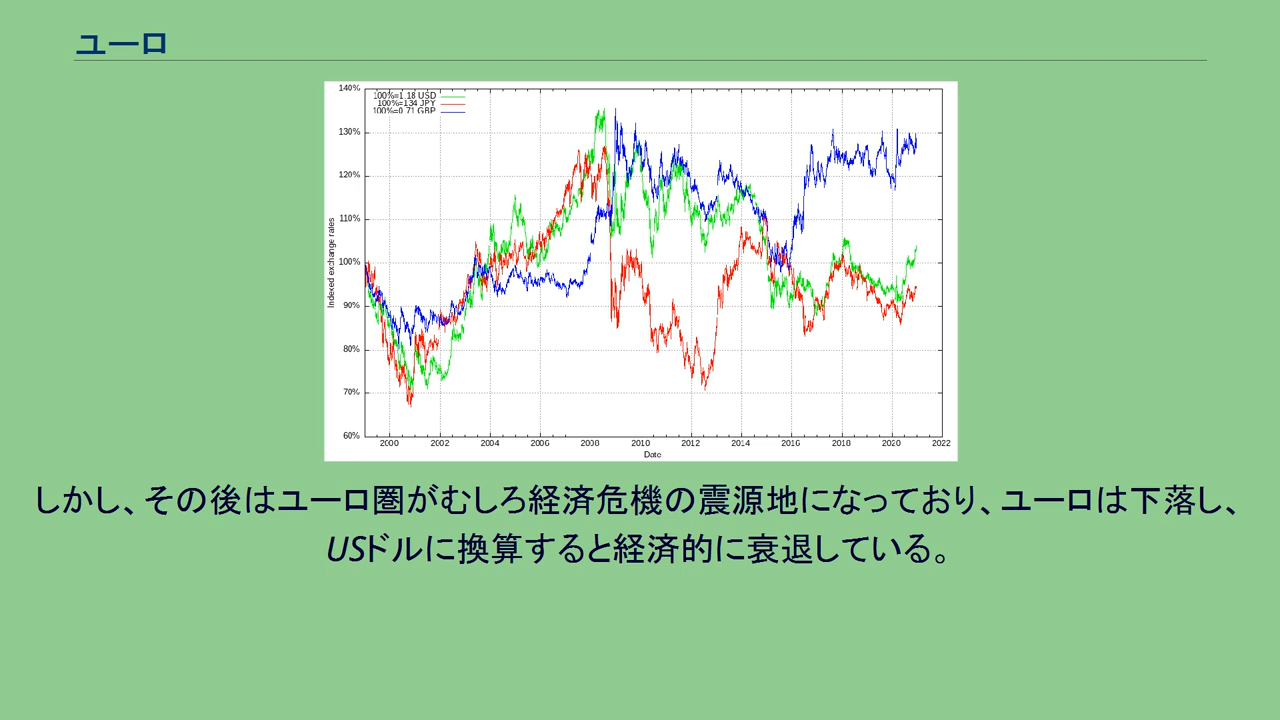 ユーロ
140%
130%
120%
110%
100%
90%
80%
70%
60%
100%=1.18 USD
100%=134 JPY
100%=0.71 GBP
Indexed exchange rates
2000 2002 2004 2006 2008 2010 2012 2014 2016 2018 2020 2022
Date
しかし、その後はユーロ圏がむしろ経済危機の震源地になっており、ユーロは下落し、
USドルに換算すると経済的に衰退している。